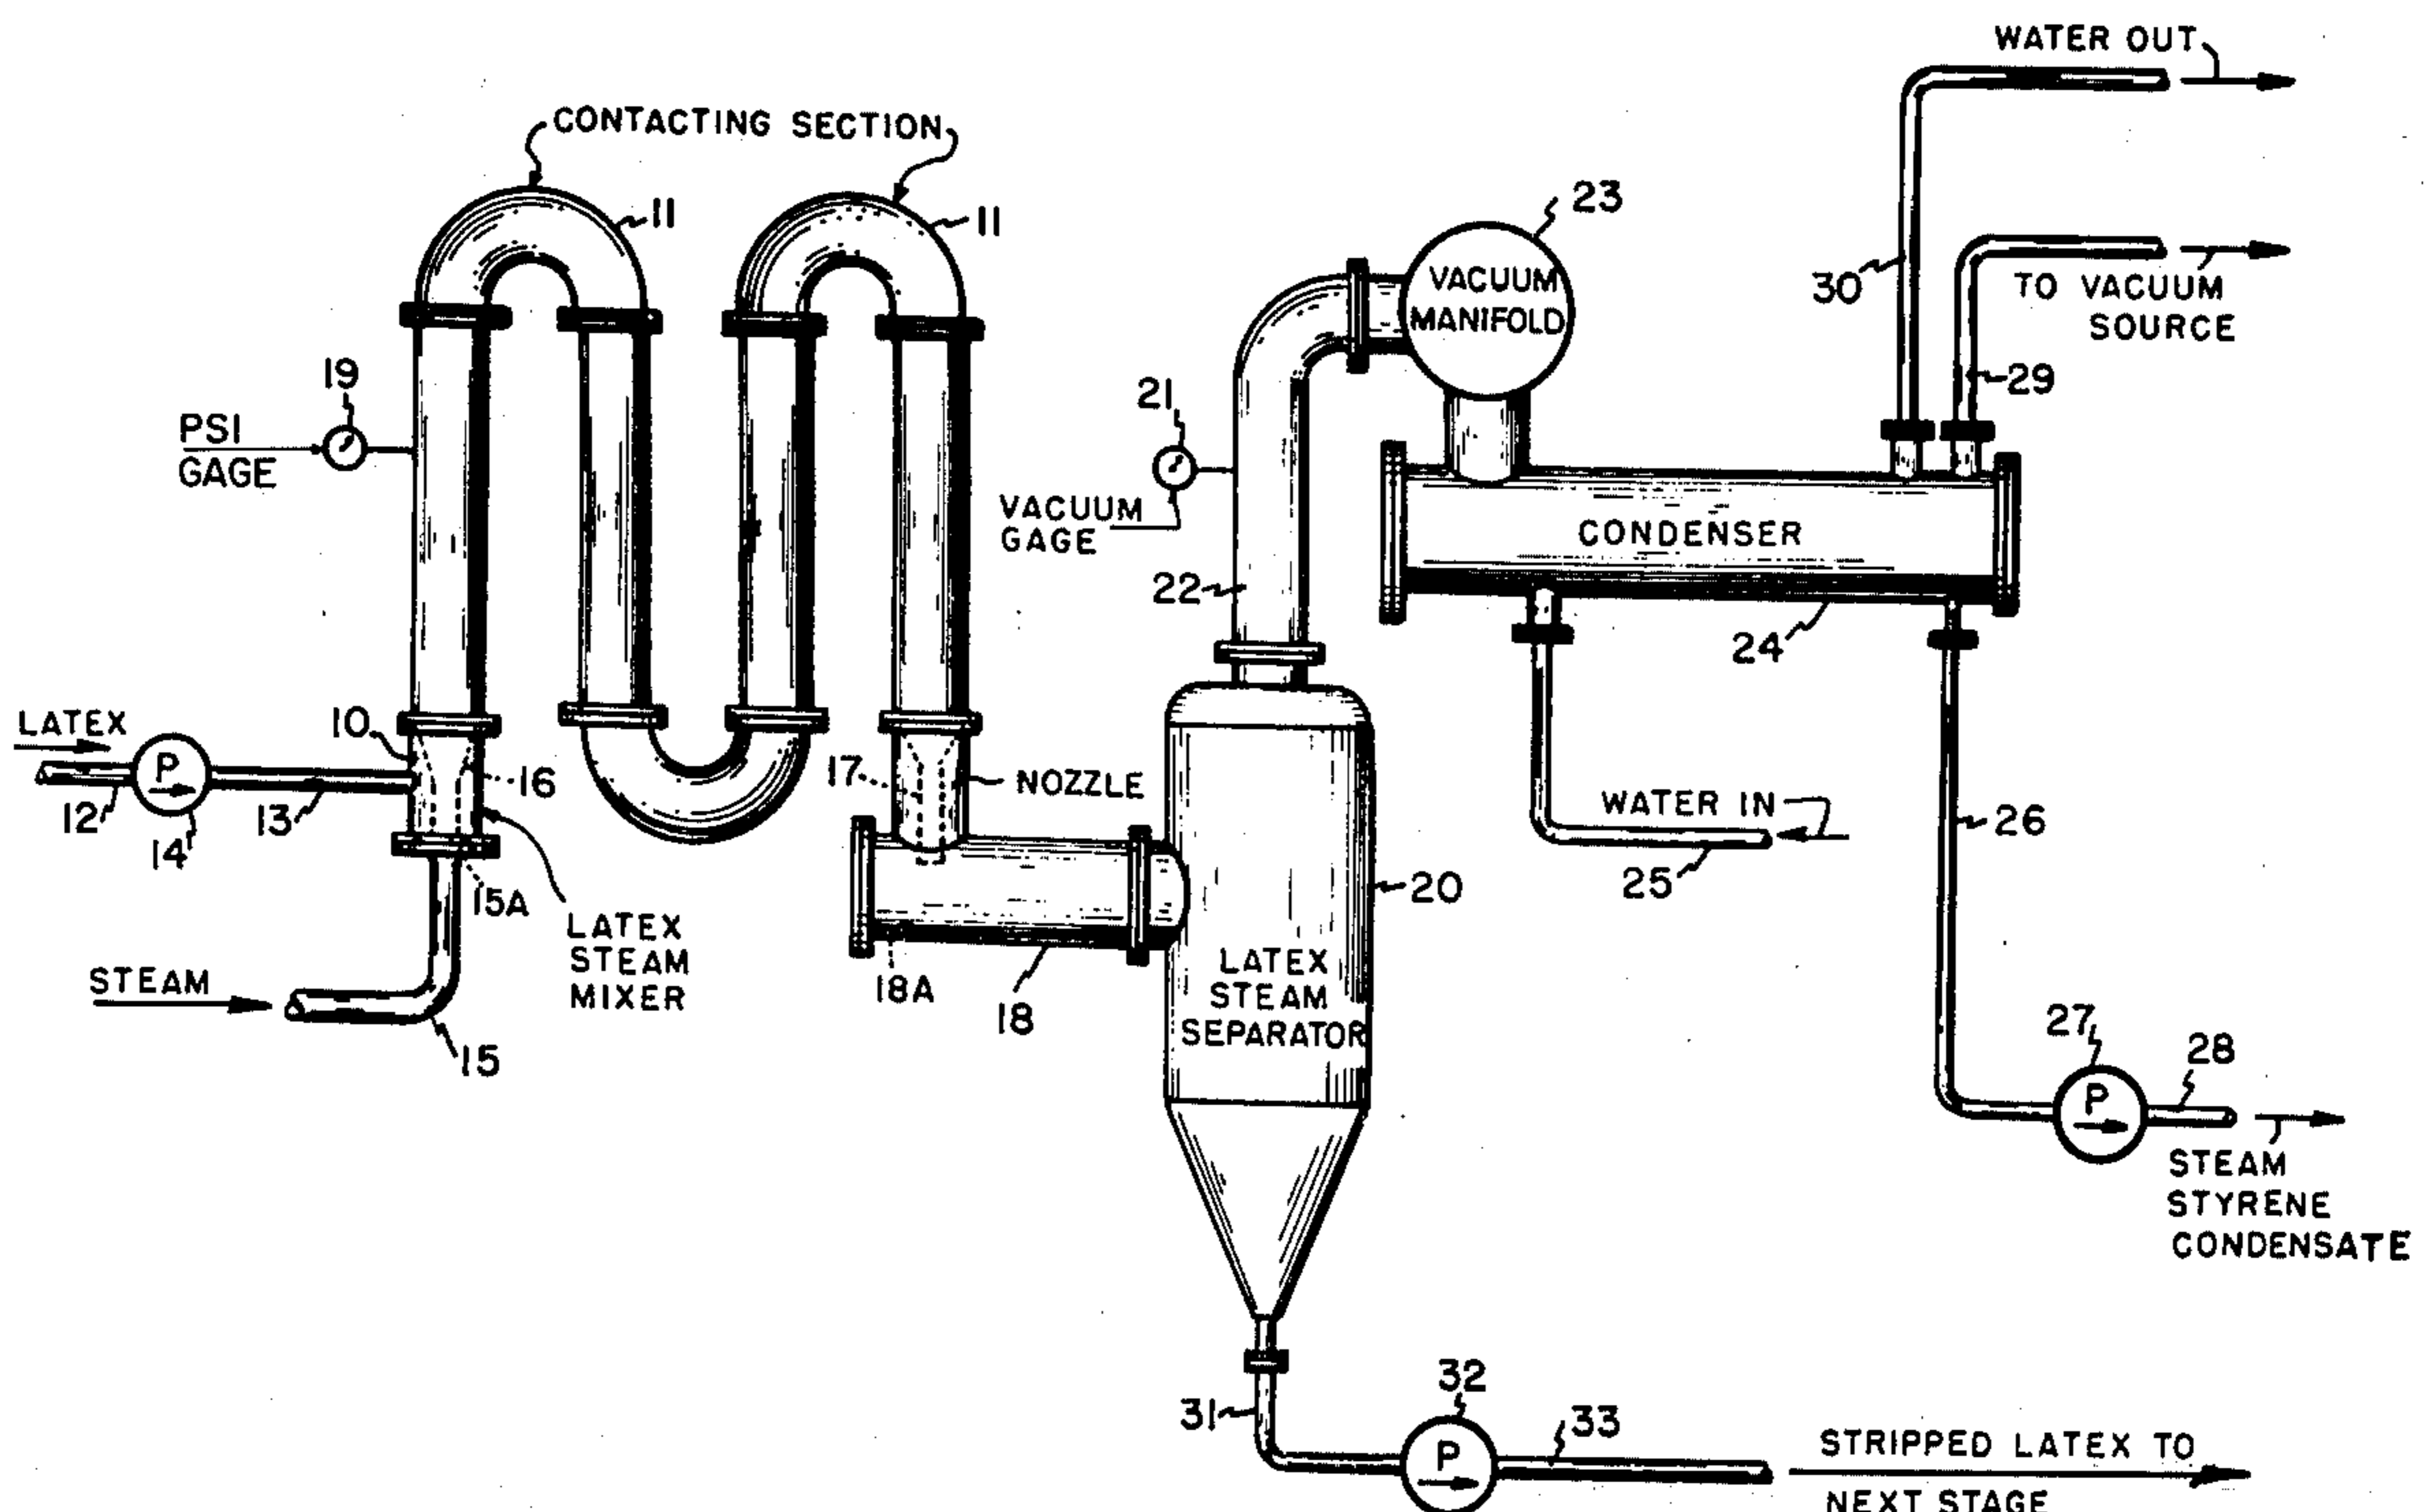 WATER OUT
CONTACTING SECTION
11
11
23
VACUUM
MANIFOLD
30
TO VACUUM
SOURCE
29
19
PSI
GAGE
21
VACUUM
GAGE
CONDENSER
22
24
LATEX
10
P
12
14
13
16
15A
LATEX
STEAM
MIXER
17
NOZZLE
WATER IN
25
26
20
STEAM
15
18A
18
LATEX
STEAM
SEPARATOR
27
28
P
STEAM
STYRENE
CONDENSATE
31
32
P
33
STRIPPED LATEX TO
NEXT STAGE